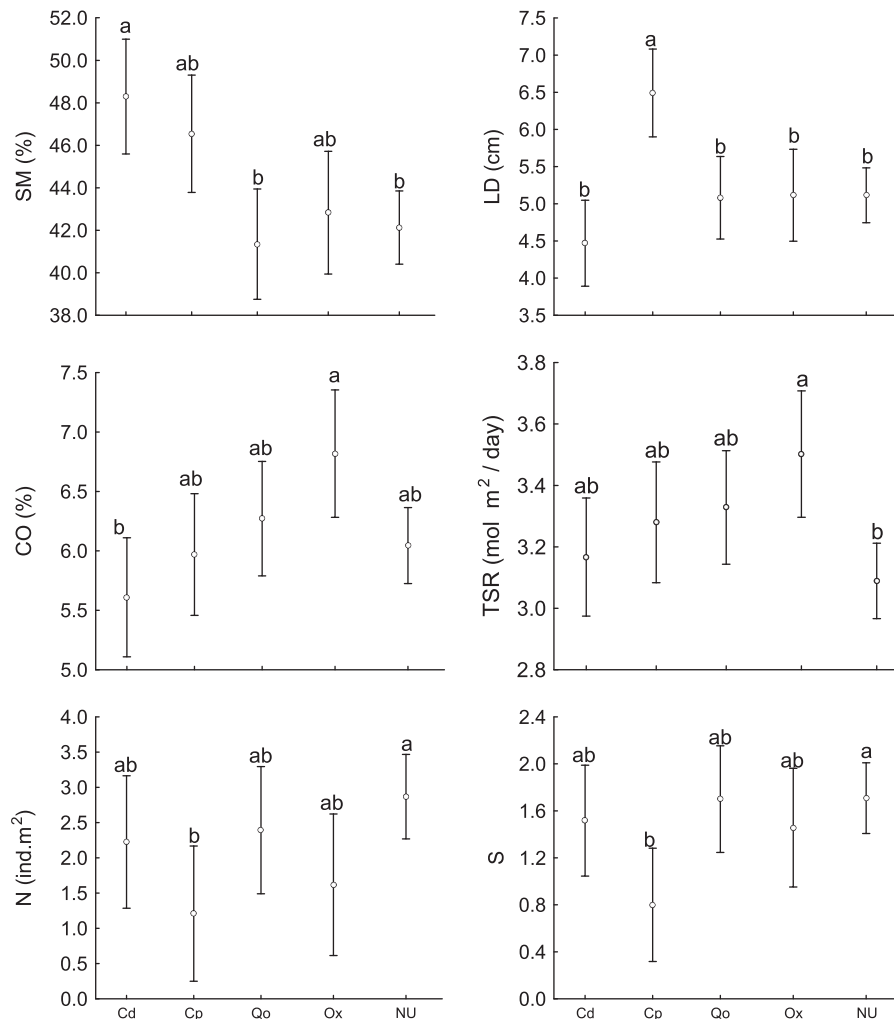 52.0
50.0
48.0
46.0
44.0
42.0
40.0
38.0
SM (%)
a
ab
b
ab
b
7.5
7.0
6.5
6.0
5.5
5.0
4.5
4.0
3.5
LD (cm)
b
a
b
b
b
7.5
7.0
6.5
6.0
5.5
5.0
CO (%)
b
ab
ab
a
ab
3.8
3.6
3.4
3.2
3.0
2.8
TSR (mol m² / day)
ab
ab
ab
a
b
4.0
3.5
3.0
2.5
2.0
1.5
1.0
0.5
0.0
N (ind.m²)
ab
b
ab
ab
a
Cd Cp Qo Ox NU
2.4
2.0
1.6
1.2
0.8
0.4
0.0
S
ab
b
ab
ab
a
Cd Cp Qo Ox NU